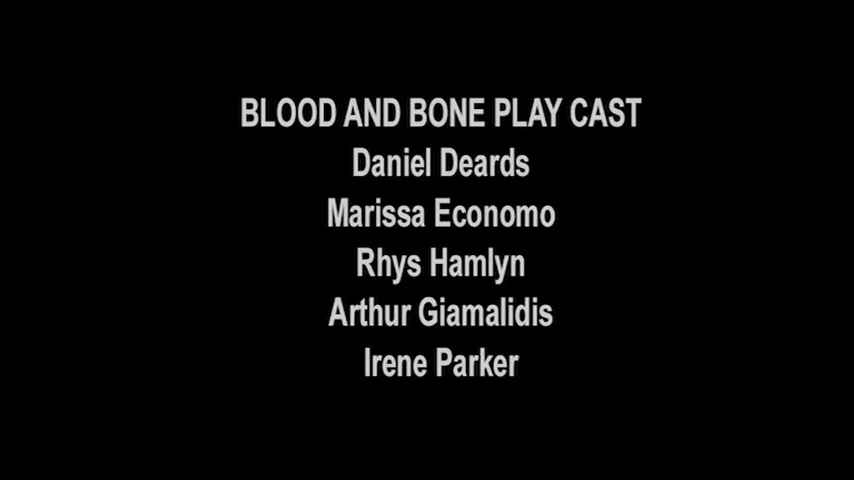 BLOOD AND BONE PLAY CAST
Daniel Deards
Marissa Economo
Rhys Hamlyn
Arthur Giamalidis
Irene Parker